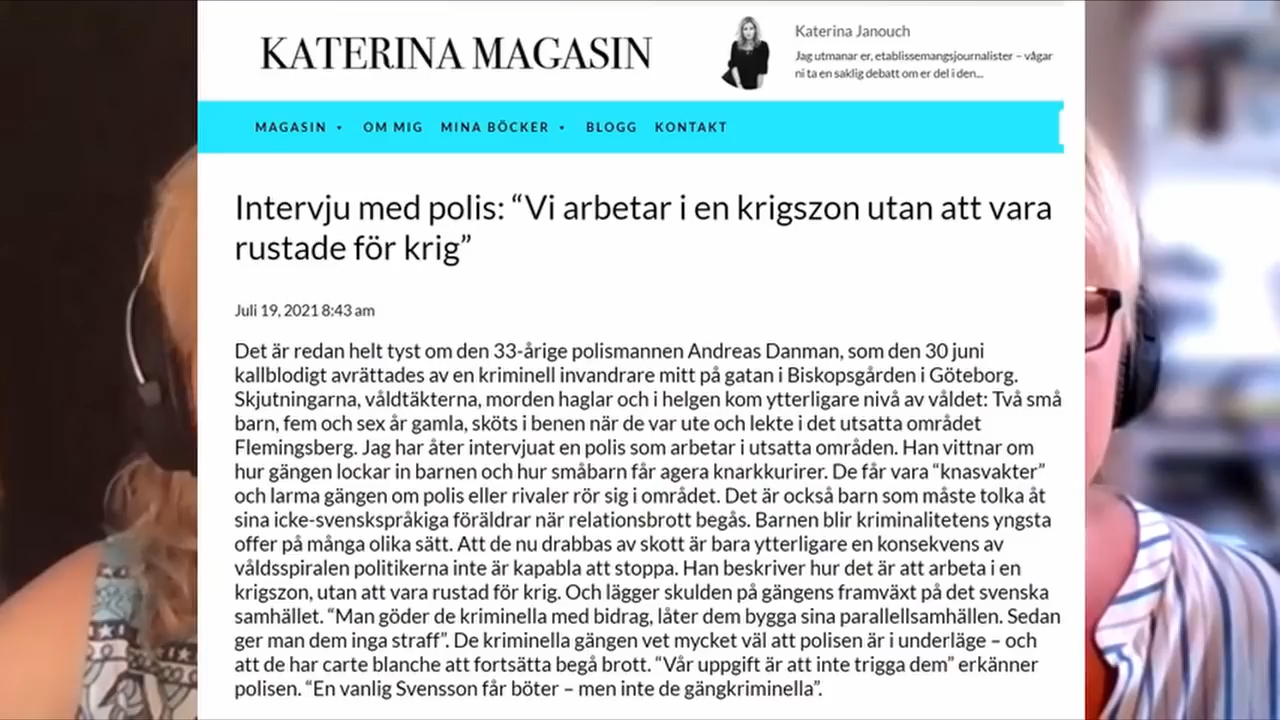 KATERINA MAGASIN
Katerina Janouch
Jag utmanar er, etablissemangsjournalister – vågar
ni ta en saklig debatt om er del i den...
MAGASIN OM MIG MINA BÖCKER BLOGG KONTAKT
Intervju med polis: “Vi arbetar i en krigszon utan att vara
rustade för krig”
Juli 19, 2021 8:43 am
Det är redan helt tyst om den 33-årige polismannen Andreas Danman, som den 30 juni
kallblodigt avrättades av en kriminell invandrare mitt på gatan i Biskopsgården i Göteborg.
Skjutningarna, våldtäkterna, morden haglar och i helgen kom ytterligare nivå av våldet: Två små
barn, fem och sex år gamla, sköts i benen när de var ute och lekte i det utsatta området
Flemingsberg. Jag har åter intervjuat en polis som arbetar i utsatta områden. Han vittnar om
hur gängen lockar in barnen och hur småbarn får agera knarkkurirer. De får vara “knasvakter”
och larma gängen om polis eller rivaler rör sig i området. Det är också barn som måste tolka åt
sina icke-svenskspråkiga föräldrar när relationsbrott begås. Barnen blir kriminalitetens yngsta
offer på många olika sätt. Att de nu drabbas av skott är bara ytterligare en konsekvens av
våldsspiralen politikerna inte är kapabla att stoppa. Han beskriver hur det är att arbeta i en
krigszon, utan att vara rustad för krig. Och lägger skulden på gängens framväxt på det svenska
samhället. “Man göder de kriminella med bidrag, låter dem bygga sina parallellsamhällen. Sedan
ger man dem inga straff”. De kriminella gängen vet mycket väl att polisen är i underläge – och
att de har carte blanche att fortsätta begå brott. “Vår uppgift är att inte trigga dem” erkänner
polisen. “En vanlig Svensson får böter – men inte de gängkriminella”.